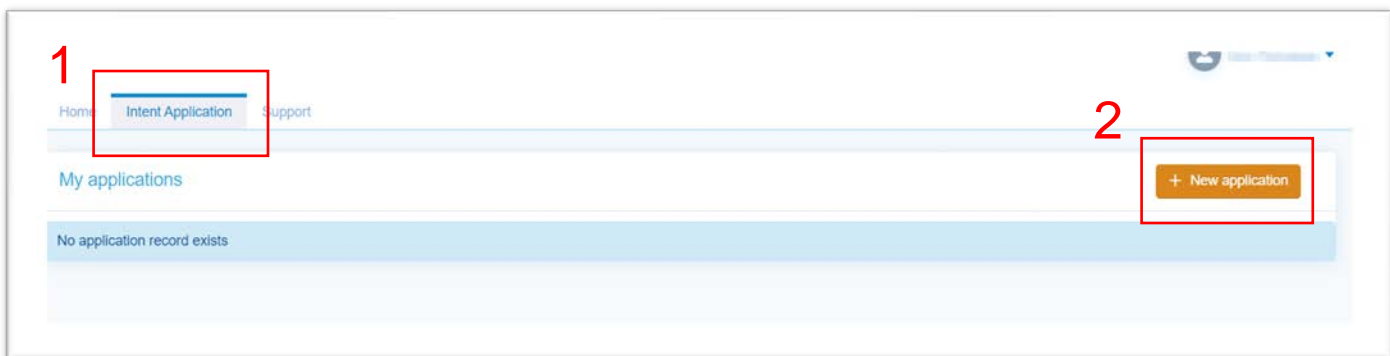 1
Home Intent Application Support
2
My applications
+ New application
No application record exists